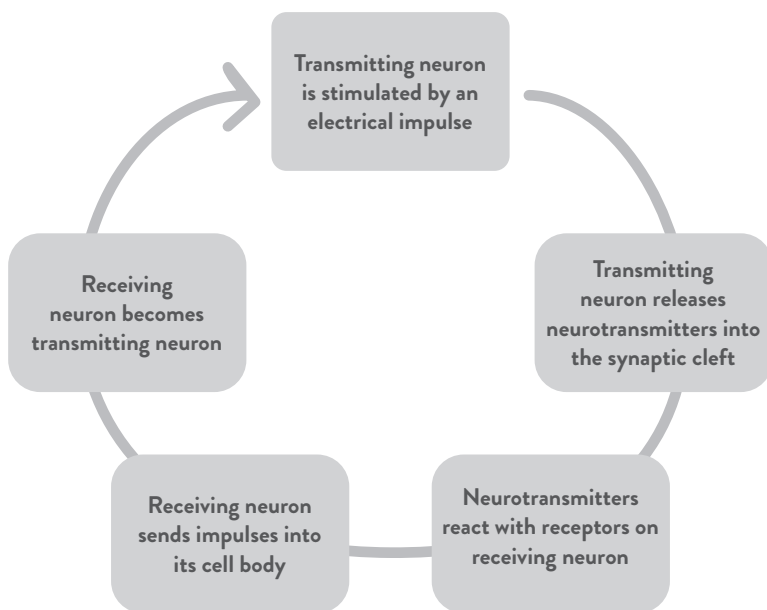 Transmitting neuron
is stimulated by an
electrical impulse
Transmitting
neuron releases
neurotransmitters into
the synaptic cleft
Neurotransmitters
react with receptors on
receiving neuron
Receiving neuron
sends impulses into
its cell body
Receiving
neuron becomes
transmitting neuron